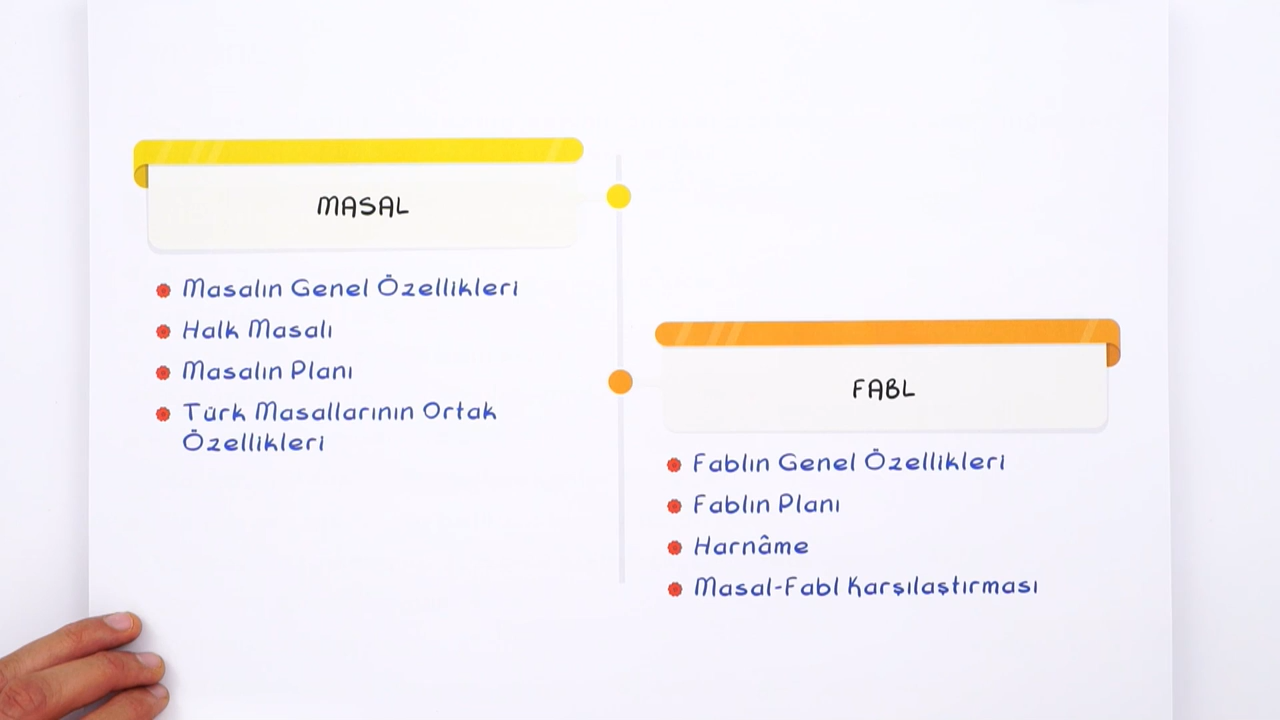 MASAL
Masalın Genel Özellikleri
Halk Masalı
Masalın Planı
Türk Masallarının Ortak
Özellikleri
FABL
Fablın Genel Özellikleri
Fablın Planı
Harnâme
Masal-Fabl Karşılaştırması